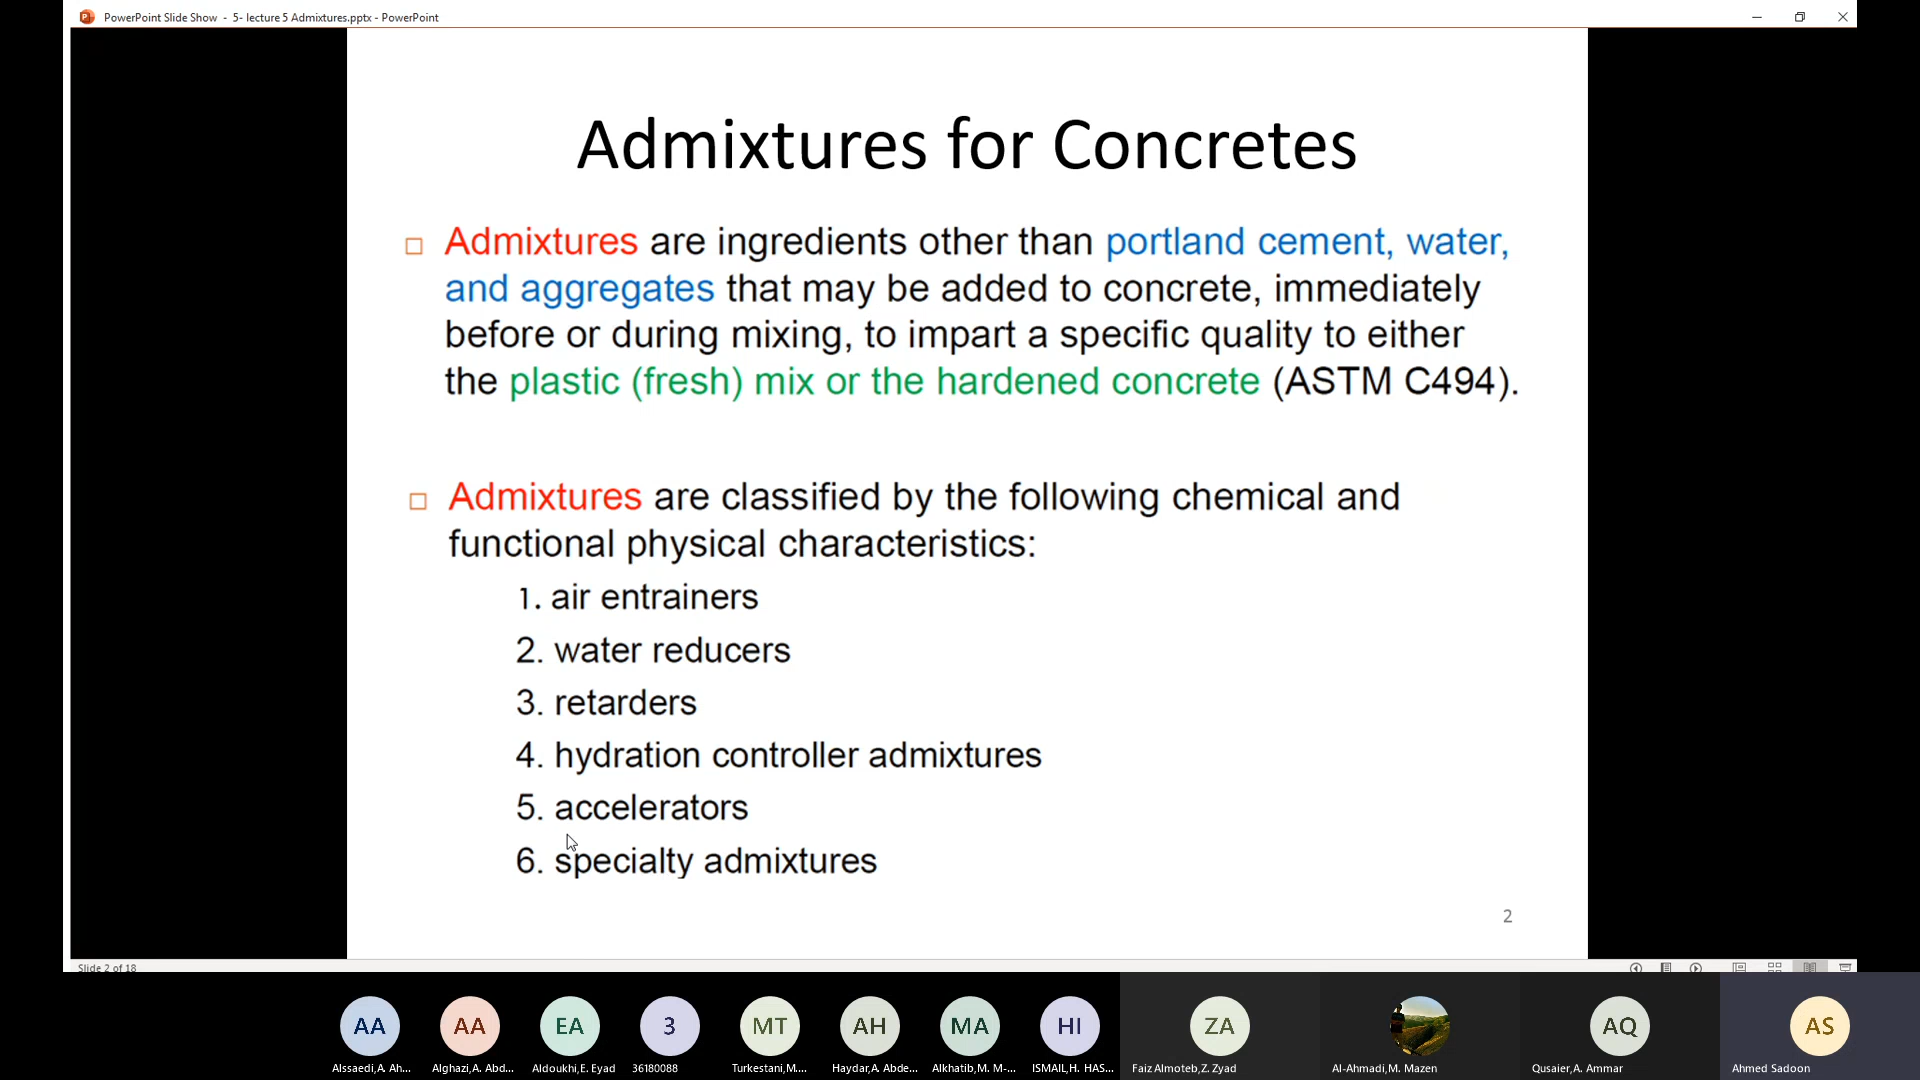 PowerPoint Slide Show - 5- lecture 5 Admixtures.pptx - PowerPoint
Admixtures for Concretes
□ Admixtures are ingredients other than portland cement, water,
and aggregates that may be added to concrete, immediately
before or during mixing, to impart a specific quality to either
the plastic (fresh) mix or the hardened concrete (ASTM C494).
□ Admixtures are classified by the following chemical and
functional physical characteristics:
1. air entrainers
2. water reducers
3. retarders
4. hydration controller admixtures
5. accelerators
6. specialty admixtures
2
Slide 2 of 18
AA AA EA 3 MT AH MA HI ZA AQ AS
Alssaedi,A. Ah... Alghazi,A. Abd... Aldoukhi,E. Eyad 36180088 Turkestani,M.... Haydar,A. Abde... Alkhatib,M. M-... ISMAIL,H. HAS... Faiz Almoteb,Z. Zyad Al-Ahmadi,M. Mazen Qusaier,A. Ammar Ahmed Sadoon